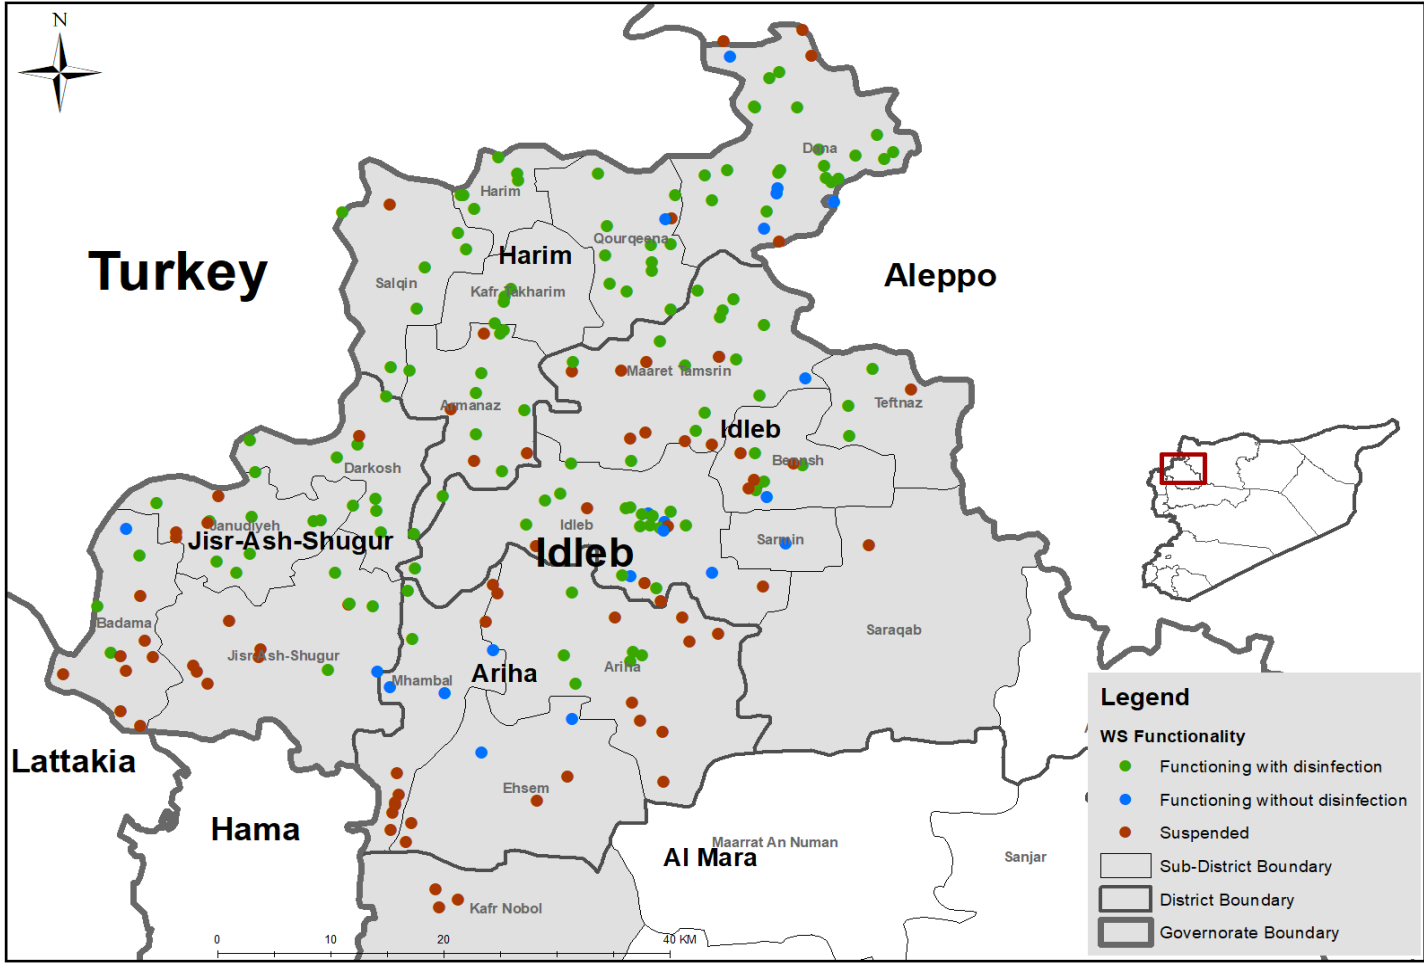 N
Dana
Harim
Qourqeena
Harim
Turkey
Aleppo
Salqin
Kafr Takharim
Maaret Tamsrin
Teftnaz
Armanaz
Idleb
Bennsh
Darkosh
Janudiyeh
Idleb
Jisr-Ash-Shugur
Sarmin
Idleb
Badama
Saraqab
Jisr-Ash-Shugur
Ariha
Ariha
Mhambal
Lattakia
Ehsem
Hama
Maarrat An Numan
Al Mara
Sanjar
Kafr Nobol
0 10 20 40 KM
Legend
WS Functionality
Functioning with disinfection
Functioning without disinfection
Suspended
Sub-District Boundary
District Boundary
Governorate Boundary